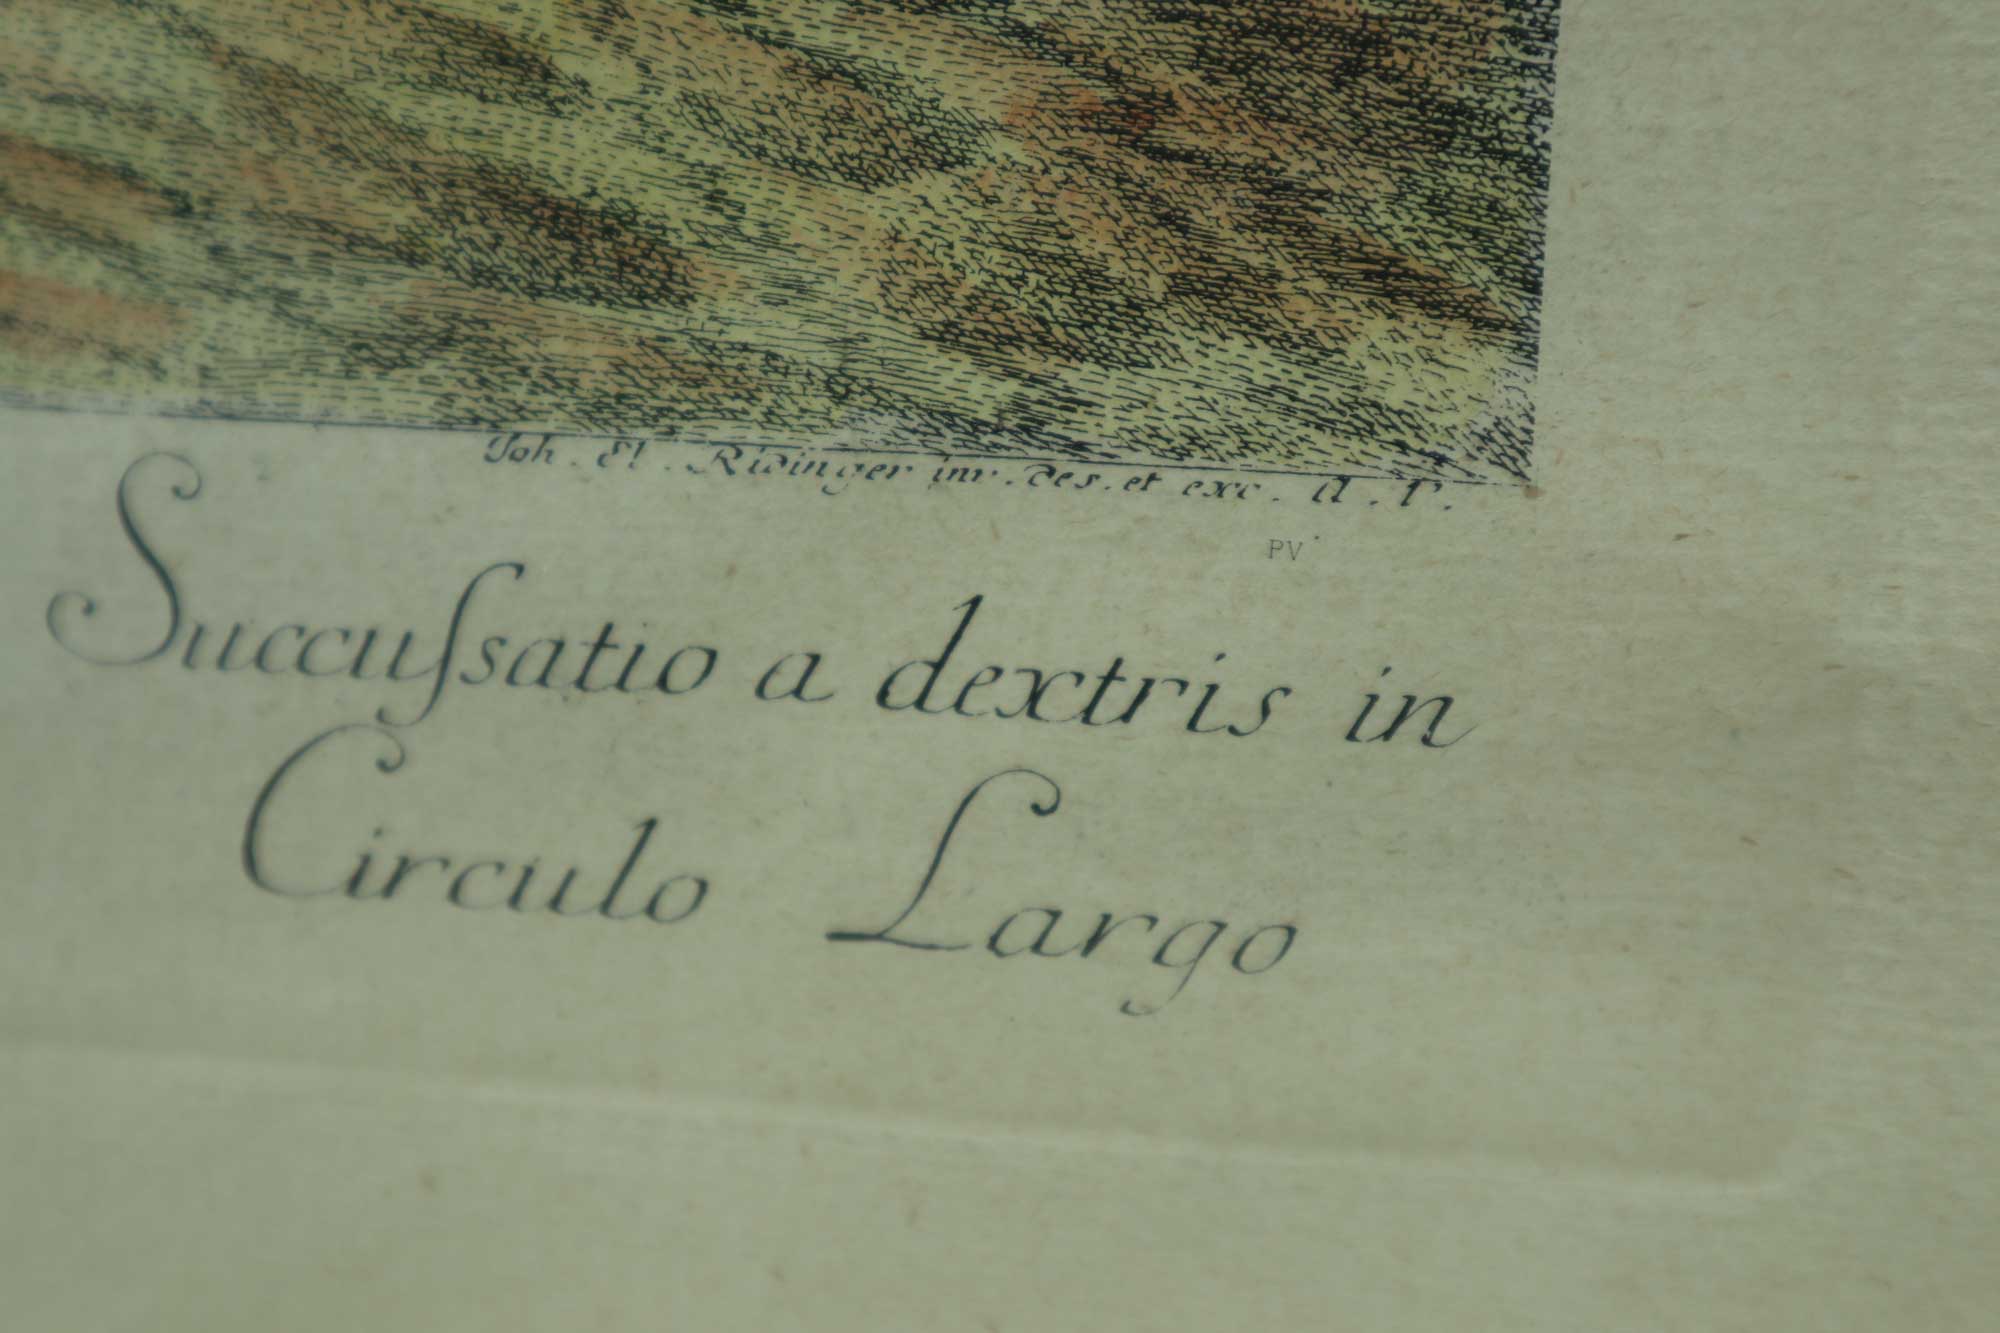 Joh. El. Ridinger inv. des. et exc. A. V.
PV
Succuſsatio a dextris in
Circulo Largo